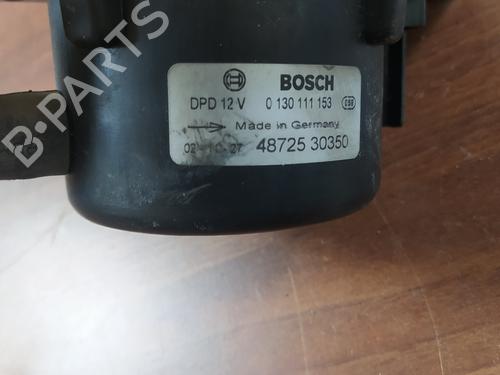 BOSCH
DPD 12 V 0 130 111 153
Made in Germany
48725 30350
B-PARTS